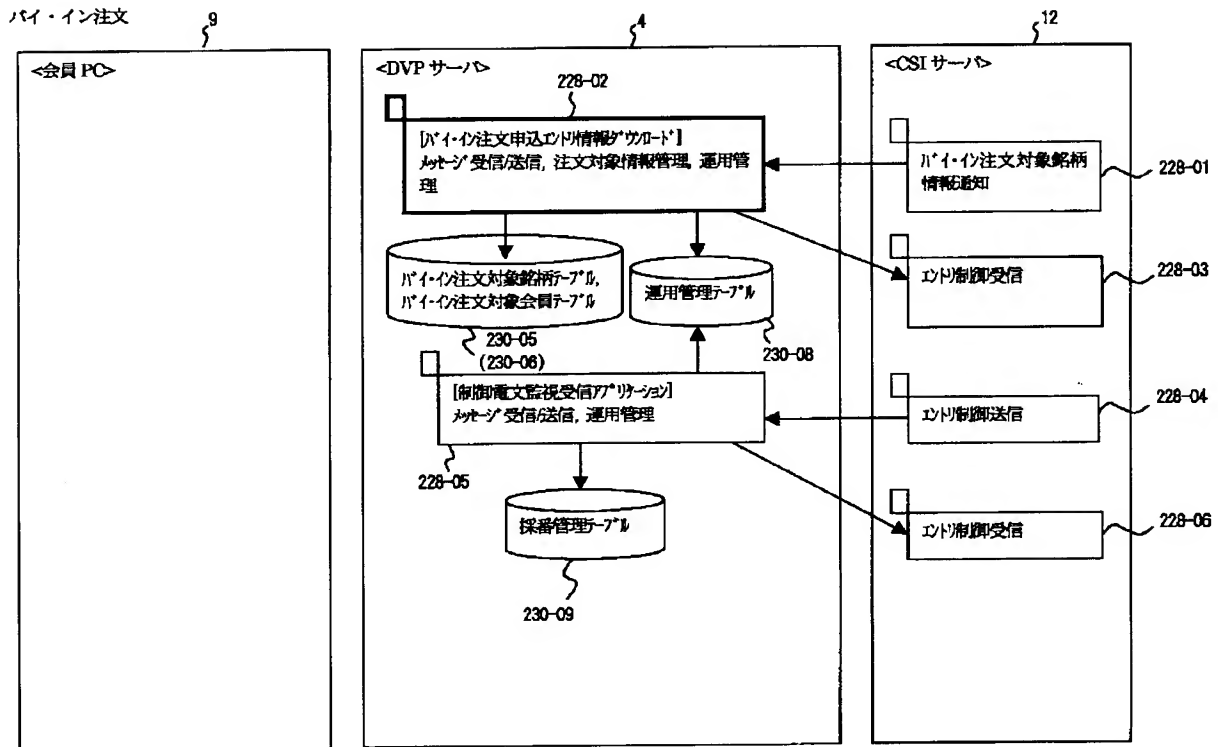 バイ・イン注文
9
4
12
<会員 PC>
<DVP サーバ>
<CSI サーバ>
228-02
[バイ・イン注文申込エントリ情報ダウンロード]
メッセージ受信/送信, 注文対象情報管理, 運用管
理
バイ・イン注文対象銘柄
情報通知
228-01
エントリ制御受信
228-03
バイ・イン注文対象銘柄テーブル,
バイ・イン注文対象会員テーブル
運用管理テーブル
230-05
(230-06)
230-08
[制御電文監視受信アプリケーション]
メッセージ受信/送信, 運用管理
エントリ制御送信
228-04
228-05
採番管理テーブル
エントリ制御受信
228-06
230-09